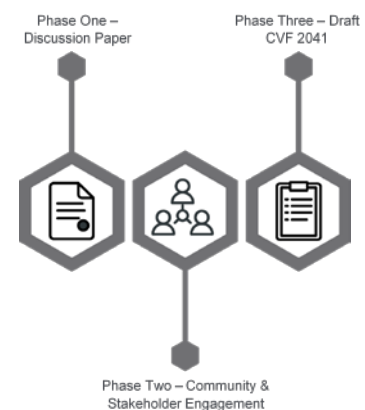 Phase One –
Discussion Paper
Phase Three – Draft
CVF 2041
Phase Two – Community &
Stakeholder Engagement